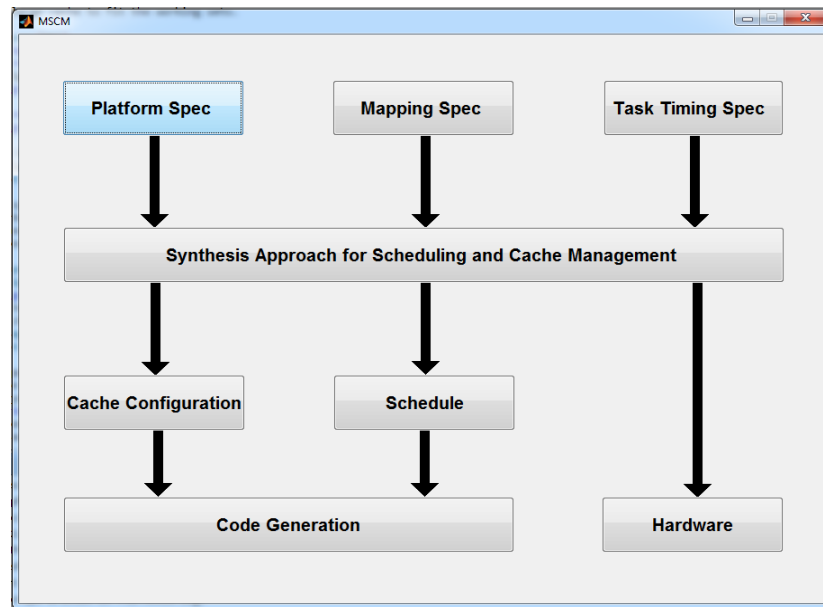 MSCM
Platform Spec
Mapping Spec
Task Timing Spec
Synthesis Approach for Scheduling and Cache Management
Cache Configuration
Schedule
Code Generation
Hardware